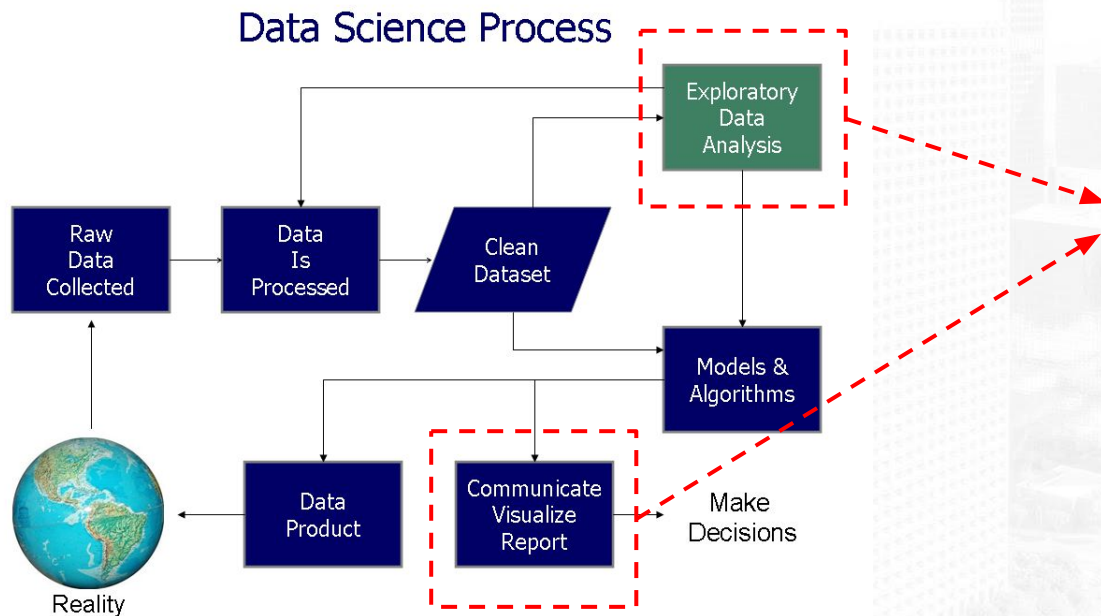 Data Science Process
Exploratory
Data
Analysis
Raw
Data
Collected
Data
Is
Processed
Clean
Dataset
Models &
Algorithms
Data
Product
Communicate
Visualize
Report
Make
Decisions
Reality